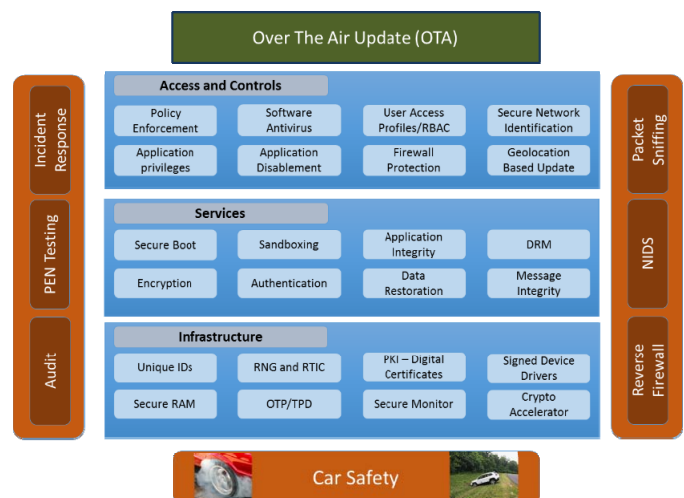 Over The Air Update (OTA)
Incident
Response
PEN Testing
Audit
Access and Controls
Policy
Enforcement
Software
Antivirus
User Access
Profiles/RBAC
Secure Network
Identification
Application
privileges
Application
Disablement
Firewall
Protection
Geolocation
Based Update
Services
Secure Boot
Sandboxing
Application
Integrity
DRM
Encryption
Authentication
Data
Restoration
Message
Integrity
Infrastructure
Unique IDs
RNG and RTIC
PKI – Digital
Certificates
Signed Device
Drivers
Secure RAM
OTP/TPD
Secure Monitor
Crypto
Accelerator
Packet
Sniffing
NIDS
Reverse
Firewall
Car Safety